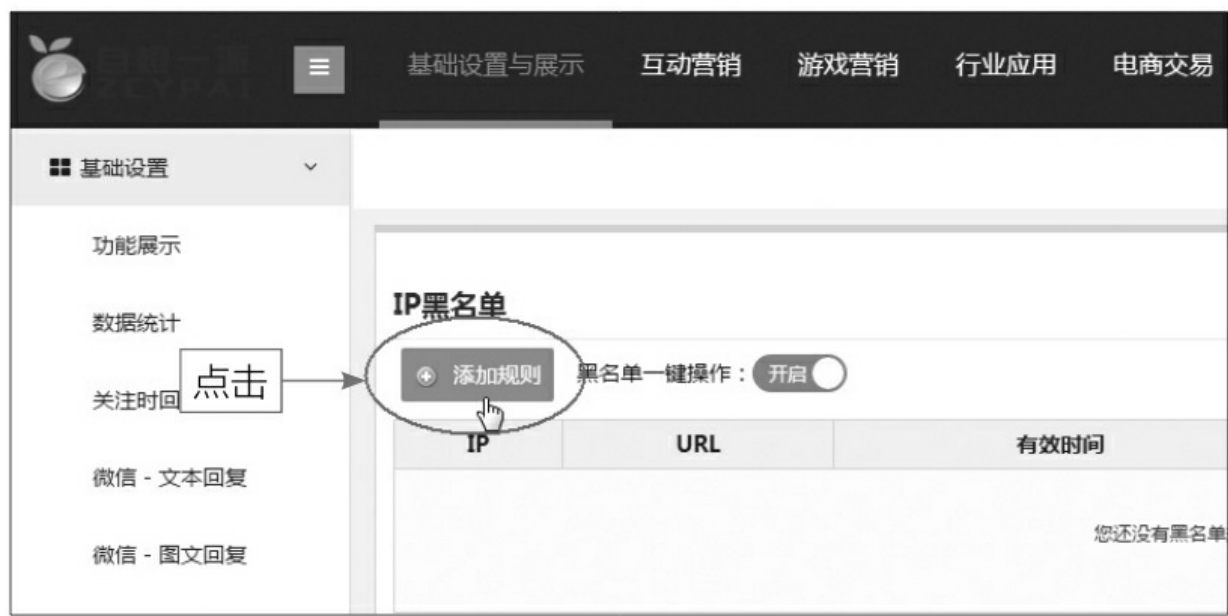 基础设置与展示 互动营销 游戏营销 行业应用 电商交易
ZCYPAI
基础设置
功能展示
数据统计
关注时回
微信 - 文本回复
微信 - 图文回复
点击
IP黑名单
添加规则 黑名单一键操作： 开启
IP URL 有效时间
您还没有黑名单